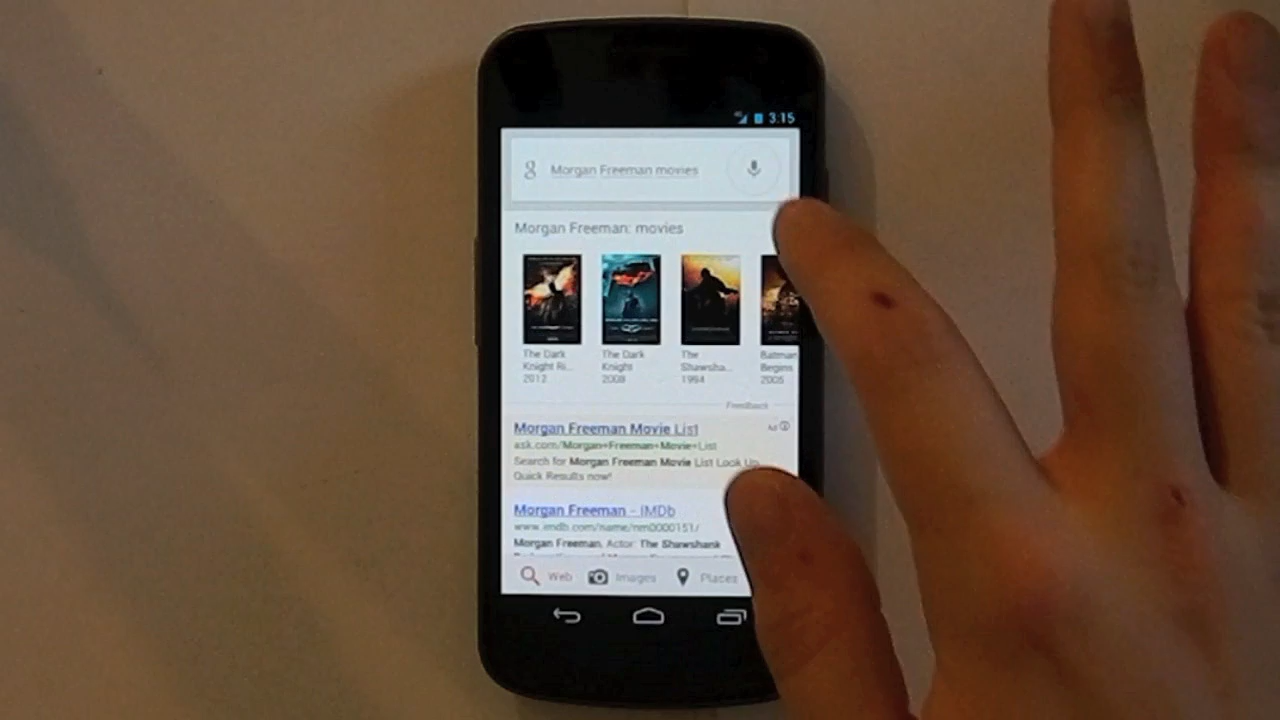 3:15
g Morgan Freeman movies
Morgan Freeman: movies
The Dark
Knight Ri...
2012
The Dark
Knight
2008
The
Shawsha...
1994
Batman
Begins
2005
Feedback
Morgan Freeman Movie List
Ad
ask.com/Morgan+Freeman+Movie+List
Search for Morgan Freeman Movie List Look Up
Quick Results now!
Morgan Freeman - IMDb
www.imdb.com/name/nm0000151/
Morgan Freeman, Actor: The Shawshank
Web Images Places